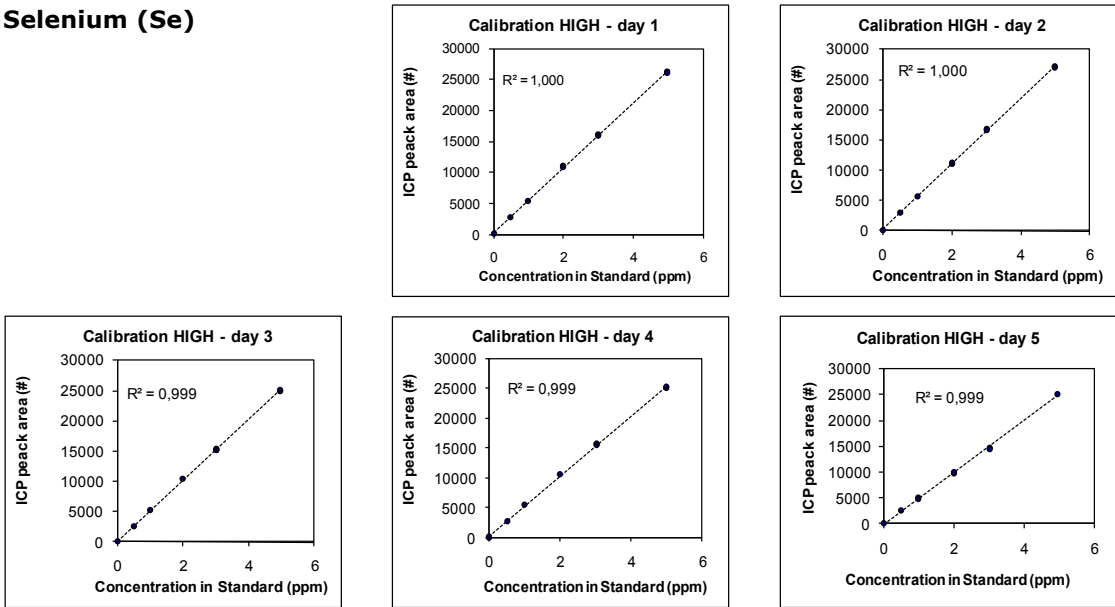 Selenium (Se)
Calibration HIGH - day 1
30000
25000
20000
15000
10000
5000
0
R² = 1,000
ICP peack area (#)
0 2 4 6
Concentration in Standard (ppm)
Calibration HIGH - day 2
30000
25000
20000
15000
10000
5000
0
R² = 1,000
ICP peack area (#)
0 2 4 6
Concentration in Standard (ppm)
Calibration HIGH - day 3
30000
25000
20000
15000
10000
5000
0
R² = 0,999
ICP peack area (#)
0 2 4 6
Concentration in Standard (ppm)
Calibration HIGH - day 4
30000
25000
20000
15000
10000
5000
0
R² = 0,999
ICP peack area (#)
0 2 4 6
Concentration in Standard (ppm)
Calibration HIGH - day 5
30000
25000
20000
15000
10000
5000
0
R² = 0,999
ICP peack area (#)
0 2 4 6
Concentration in Standard (ppm)